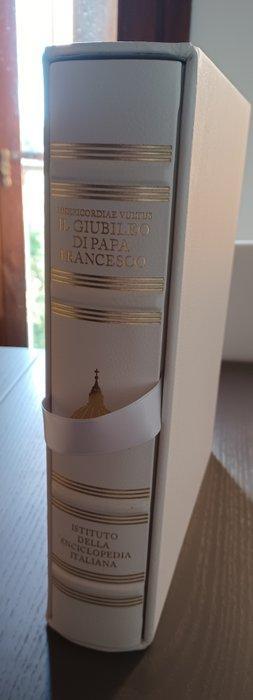 MISERICORDIAE VULTUS
IL GIUBILEO
DI PAPA
FRANCESCO
ISTITUTO
DELLA
ENCICLOPEDIA
ITALIANA